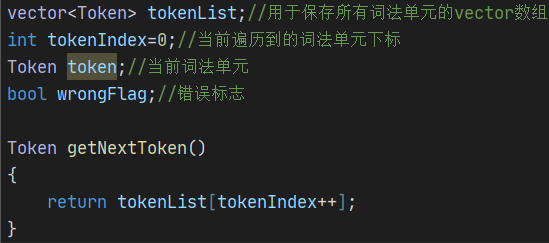 vector<Token> tokenList;//用于保存所有词法单元的vector数组
int tokenIndex=0;//当前遍历到的词法单元下标
Token token;//当前词法单元
bool wrongFlag;//错误标志
Token getNextToken()
{
    return tokenList[tokenIndex++];
}